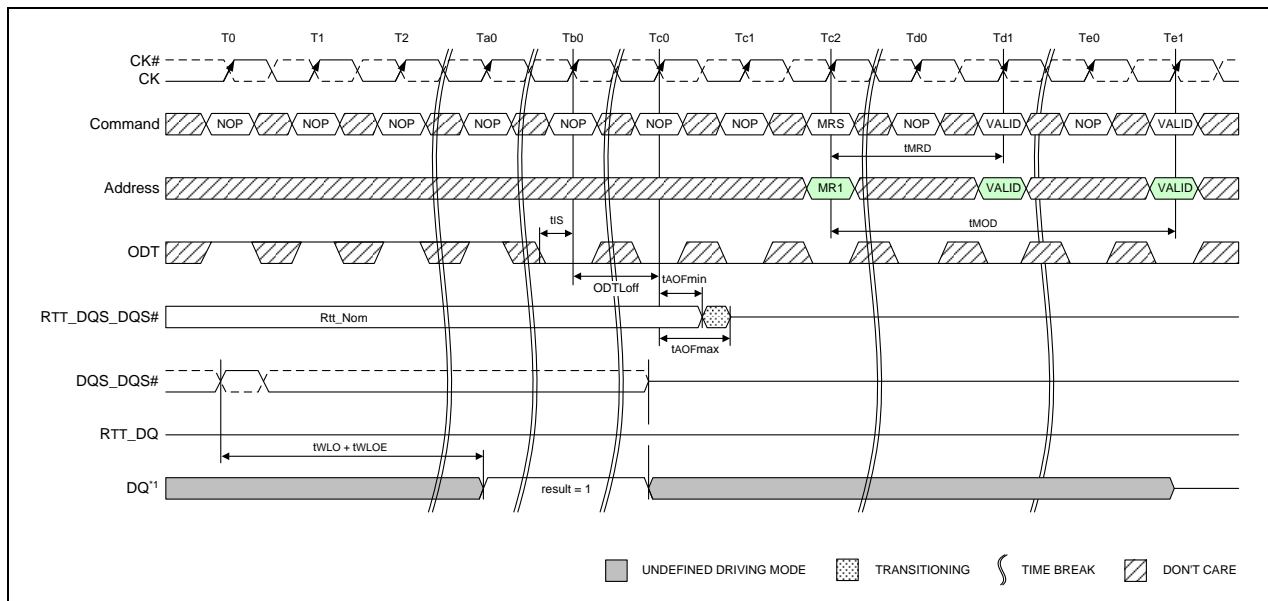 T0 T1 T2 Ta0 Tb0 Tc0 Tc1 Tc2 Td0 Td1 Te0 Te1
CK#
CK
Command NOP NOP NOP NOP NOP NOP NOP MRS NOP VALID NOP VALID
tMRD
Address MR1 VALID VALID
tIS
tMOD
ODT
ODTLoff
tAOFmin
RTT_DQS_DQS# Rtt_Nom
tAOFmax
DQS_DQS#
RTT_DQ
tWLO + tWLOE
DQ*1 result = 1
UNDEFINED DRIVING MODE TRANSITIONING TIME BREAK DON'T CARE